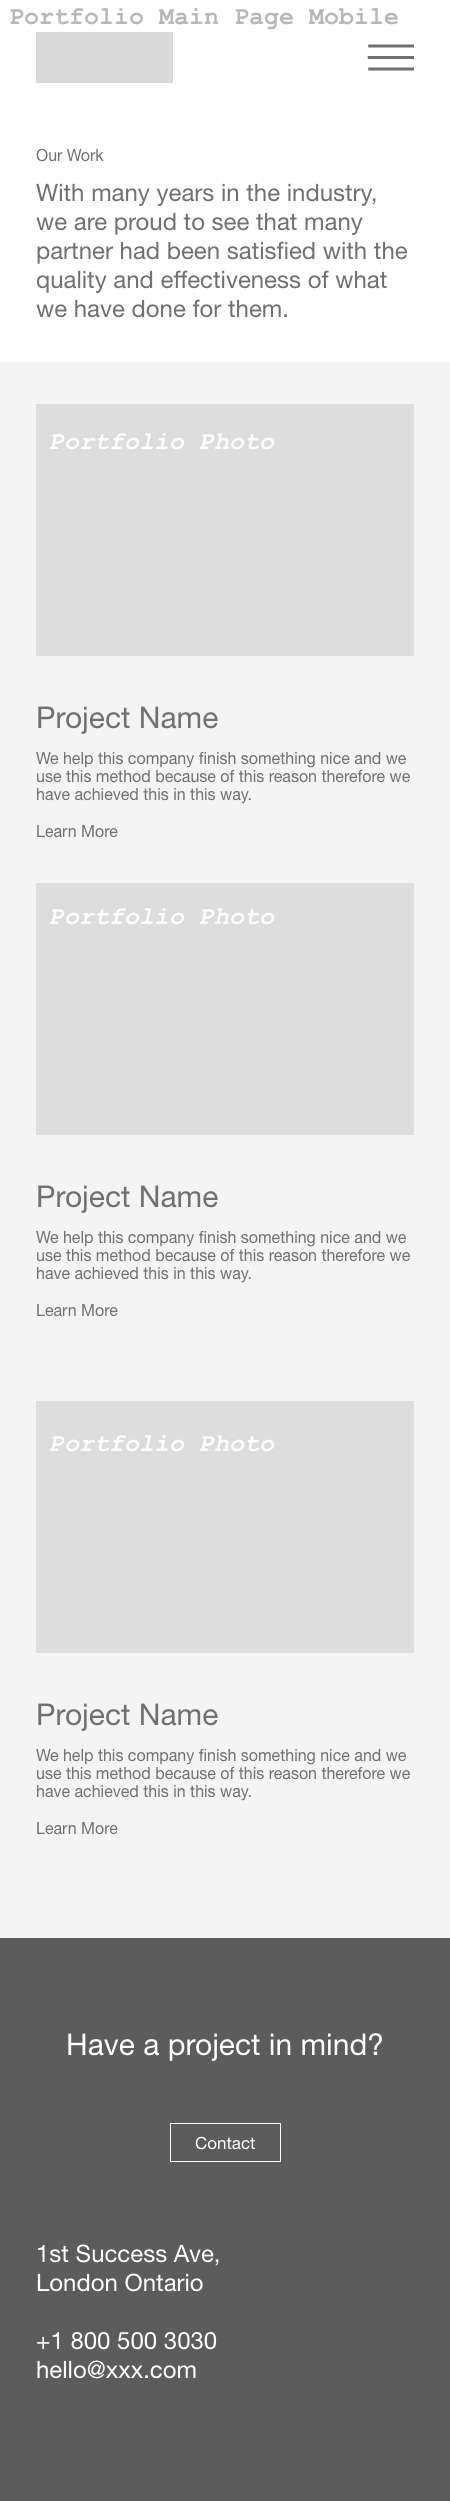 Portfolio Main Page Mobile
Our Work
With many years in the industry,
we are proud to see that many
partner had been satisfied with the
quality and effectiveness of what
we have done for them.
Portfolio Photo
Project Name
We help this company finish something nice and we
use this method because of this reason therefore we
have achieved this in this way.
Learn More
Portfolio Photo
Project Name
We help this company finish something nice and we
use this method because of this reason therefore we
have achieved this in this way.
Learn More
Portfolio Photo
Project Name
We help this company finish something nice and we
use this method because of this reason therefore we
have achieved this in this way.
Learn More
Have a project in mind?
Contact
1st Success Ave,
London Ontario
+1 800 500 3030
hello@xxx.com